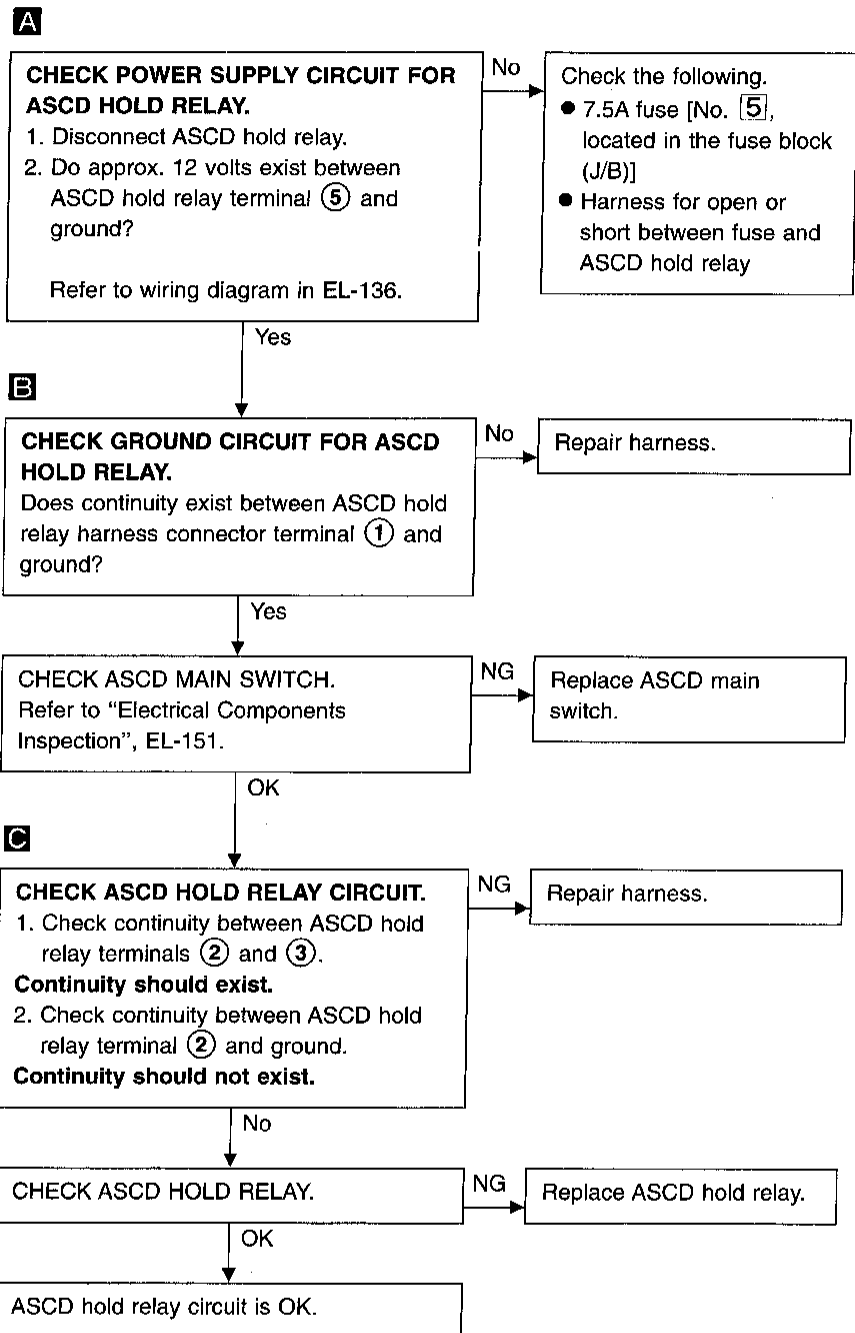 A
CHECK POWER SUPPLY CIRCUIT FOR
ASCD HOLD RELAY.
1. Disconnect ASCD hold relay.
2. Do approx. 12 volts exist between
ASCD hold relay terminal ⑤ and
ground?
Refer to wiring diagram in EL-136.
No
Check the following.
● 7.5A fuse [No. 5,
located in the fuse block
(J/B)]
● Harness for open or
short between fuse and
ASCD hold relay
Yes
B
CHECK GROUND CIRCUIT FOR ASCD
HOLD RELAY.
Does continuity exist between ASCD hold
relay harness connector terminal ① and
ground?
No
Repair harness.
Yes
CHECK ASCD MAIN SWITCH.
Refer to “Electrical Components
Inspection”, EL-151.
NG
Replace ASCD main
switch.
OK
C
CHECK ASCD HOLD RELAY CIRCUIT.
1. Check continuity between ASCD hold
relay terminals ② and ③.
Continuity should exist.
2. Check continuity between ASCD hold
relay terminal ② and ground.
Continuity should not exist.
NG
Repair harness.
No
CHECK ASCD HOLD RELAY.
NG
Replace ASCD hold relay.
OK
ASCD hold relay circuit is OK.